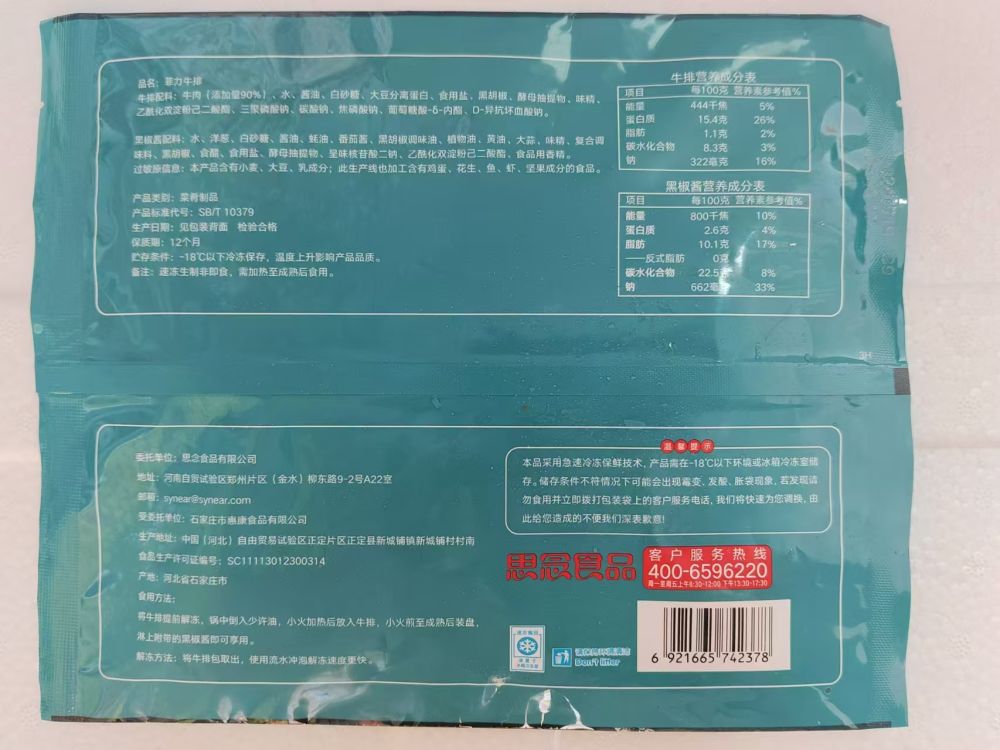 品名：菲力牛排
牛排配料：牛肉（添加量90%）、水、酱油、白砂糖、大豆分离蛋白、食用盐、黑胡椒、酵母抽提物、味精、
乙酰化双淀粉己二酸酯、三聚磷酸钠、碳酸钠、焦磷酸钠、葡萄糖酸-δ-内酯、D-异抗坏血酸钠。
黑椒酱配料：水、洋葱、白砂糖、酱油、蚝油、番茄酱、黑胡椒调味油、植物油、黄油、大蒜、味精、复合调
味料、黑胡椒、食醋、食用盐、酵母抽提物、呈味核苷酸二钠、乙酰化双淀粉己二酸酯、食品用香精。
过敏原信息：本产品含有小麦、大豆、乳成分；此生产线也加工含有鸡蛋、花生、鱼、虾、坚果成分的食品。
产品类别：菜肴制品
产品标准代号：SB/T 10379
生产日期：见包装背面 检验合格
保质期：12个月
贮存条件：-18℃以下冷冻保存，温度上升影响产品品质。
备注：速冻生制非即食，需加热至成熟后食用。
牛排营养成分表
项目 每100克 营养素参考值%
能量 444千焦 5%
蛋白质 15.4克 26%
脂肪 1.1克 2%
碳水化合物 8.3克 3%
钠 322毫克 16%
黑椒酱营养成分表
项目 每100克 营养素参考值%
能量 800千焦 10%
蛋白质 2.6克 4%
脂肪 10.1克 17%
——反式脂肪 0克
碳水化合物 22.5克 8%
钠 662毫克 33%
3H
委托单位：思念食品有限公司
地址：河南自贸试验区郑州片区（金水）柳东路9-2号A22室
邮箱：synear@synear.com
受委托单位：石家庄市惠康食品有限公司
生产地址：中国（河北）自由贸易试验区正定片区正定县新城铺镇新城铺村村南
食品生产许可证编号：SC11113012300314
产地：河北省石家庄市
食用方法：
将牛排提前解冻，锅中倒入少许油，小火加热后放入牛排，小火煎至成熟后装盘，
淋上附带的黑椒酱即可享用。
解冻方法：将牛排包取出，使用流水冲泡解冻速度更快。
温馨提示
本品采用急速冷冻保鲜技术，产品需在-18℃以下环境或冰箱冷冻室储
存。储存条件不符情况下可能会出现霉变、发酸、胀袋现象，若发现请
勿食用并立即拨打包装袋上的客户服务电话，我们将快速为您调换，由
此给您造成的不便我们深表歉意!
思念食品
客户服务热线
400-6596220
周一至周五上午8:30-12:00 下午13:30-17:30
请保持环境清洁
Don't litter
6 921665 742378